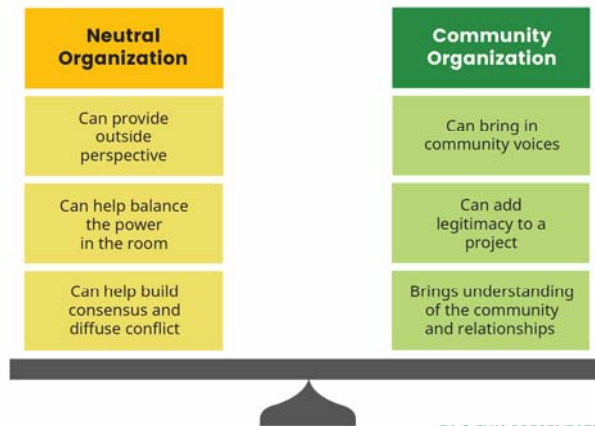 Neutral
Organization
Can provide
outside
perspective
Can help balance
the power
in the room
Can help build
consensus and
diffuse conflict
Community
Organization
Can bring in
community voices
Can add
legitimacy to a
project
Brings understanding
of the community
and relationships